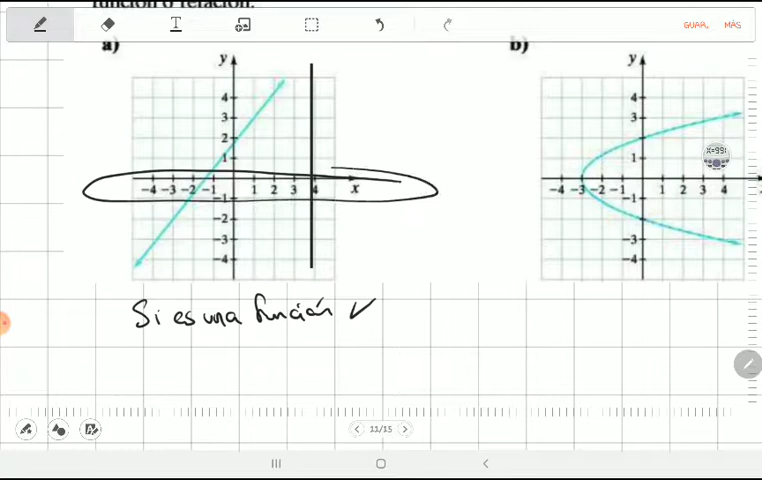 función o relación.
T
GUAR.
MÁS
a)
b)
y
4
3
2
1
-4 -3 -2 -1
1 2 3 4
x
-1
-2
-3
-4
y
4
3
1
X=99!
-4 -3 -2 -1
1 2 3 4
-1
-3
-4
Si es una función ✓
11/15